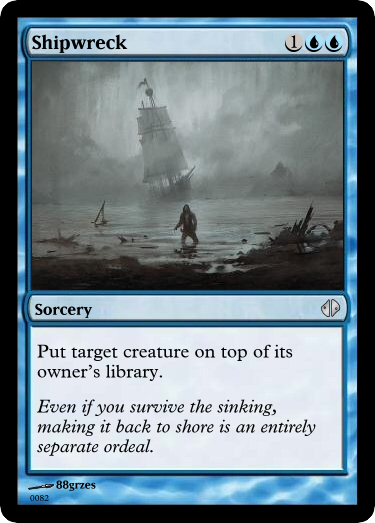 Shipwreck 1
Sorcery
Put target creature on top of its
owner's library.
Even if you survive the sinking,
making it back to shore is an entirely
separate ordeal.
88grzes
0082